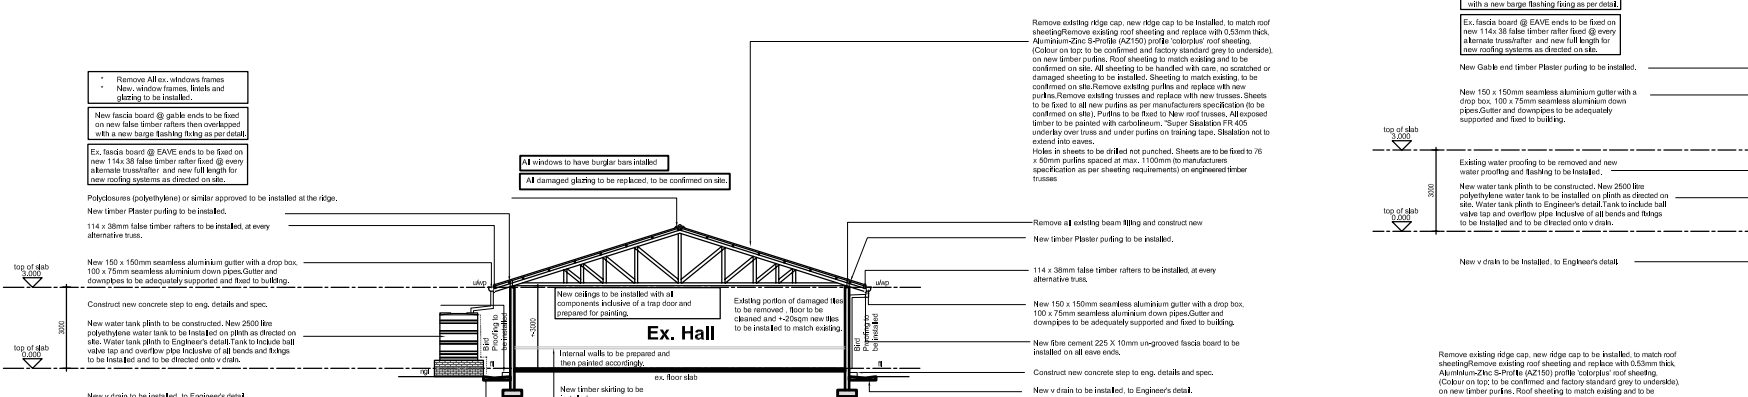 * Remove All ex. windows frames
* New. window frames, lintels and
glazing to be installed.
New fascia board @ gable ends to be fixed
on new false timber rafters then overlapped
with a new barge flashing fixing as per detail.
Ex. fascia board @ EAVE ends to be fixed on
new 114x 38 false timber rafter fixed @ every
alternate truss/rafter and new full length for
new roofing systems as directed on site.
Polyclosures (polyethylene) or similar approved to be installed at the ridge.
New timber Plaster purling to be installed.
114 x 38mm false timber rafters to be installed, at every
alternative truss.
New 150 x 150mm seamless aluminium gutter with a drop box,
100 x 75mm seamless aluminium down pipes.Gutter and
downpipes to be adequately supported and fixed to building.
top of slab
3.000
Construct new concrete step to eng. details and spec.
3000
New water tank plinth to be constructed. New 2500 litre
polyethylene water tank to be installed on plinth as directed on
site. Water tank plinth to Engineer's detail.Tank to include ball
valve tap and overflow pipe inclusive of all bends and fixings
to be installed and to be directed onto v drain.
top of slab
0.000
New v drain to be installed, to Engineer's detail.
All windows to have burglar bars intalled
All damaged glazing to be replaced, to be confirmed on site.
u/wp
New ceilings to be installed with all
components inclusive of a trap door and
prepared for painting.
Existing portion of damaged tiles
to be removed , floor to be
cleaned and +-20sqm new tiles
to be installed to match existing.
+-3000
Ex. Hall
Bird
Proofing to
be installed
Internal walls to be prepared and
then painted accordingly.
ngl
ffl
ex. floor slab
New timber skirting to be
u/wp
Bird
Proofing to
be installed
ffl
Remove existing ridge cap, new ridge cap to be installed, to match roof
sheetingRemove existing roof sheeting and replace with 0.53mm thick,
Aluminium-Zinc S-Profile (AZ150) profile 'colorplus' roof sheeting,
(Colour on top: to be confirmed and factory standard grey to underside),
on new timber purlins. Roof sheeting to match existing and to be
confirmed on site. All sheeting to be handled with care, no scratched or
damaged sheeting to be installed. Sheeting to match existing, to be
confirmed on site.Remove existing purlins and replace with new
purlins.Remove existing trusses and replace with new trusses. Sheets
to be fixed to all new purlins as per manufacturers specification (to be
confirmed on site), Purlins to be fixed to New roof trusses. All exposed
timber to be painted with carbolineum. "Super Sisalation FR 405
underlay over truss and under purlins on training tape. Sisalation not to
extend into eaves.
Holes in sheets to be drilled not punched. Sheets are to be fixed to 76
x 50mm purlins spaced at max. 1100mm (to manufacturers
specification as per sheeting requirements) on engineered timber
trusses
Remove all existing beam filling and construct new
New timber Plaster purling to be installed.
114 x 38mm false timber rafters to be installed, at every
alternative truss.
New 150 x 150mm seamless aluminium gutter with a drop box,
100 x 75mm seamless aluminium down pipes.Gutter and
downpipes to be adequately supported and fixed to building.
New fibre cement 225 X 10mm un-grooved fascia board to be
installed on all eave ends.
Construct new concrete step to eng. details and spec.
New v drain to be installed, to Engineer's detail.
with a new barge flashing fixing as per detail.
Ex. fascia board @ EAVE ends to be fixed on
new 114x 38 false timber rafter fixed @ every
alternate truss/rafter and new full length for
new roofing systems as directed on site.
New Gable end timber Plaster purling to be installed.
New 150 x 150mm seamless aluminium gutter with a
drop box, 100 x 75mm seamless aluminium down
pipes.Gutter and downpipes to be adequately
supported and fixed to building.
top of slab
3.000
3000
Existing water proofing to be removed and new
water proofing and flashing to be installed.
New water tank plinth to be constructed. New 2500 litre
polyethylene water tank to be installed on plinth as directed on
site. Water tank plinth to Engineer's detail.Tank to include ball
valve tap and overflow pipe inclusive of all bends and fixings
to be installed and to be directed onto v drain.
top of slab
0.000
New v drain to be installed, to Engineer's detail.
Remove existing ridge cap, new ridge cap to be installed, to match roof
sheetingRemove existing roof sheeting and replace with 0.53mm thick,
Aluminium-Zinc S-Profile (AZ150) profile 'colorplus' roof sheeting,
(Colour on top: to be confirmed and factory standard grey to underside),
on new timber purlins. Roof sheeting to match existing and to be